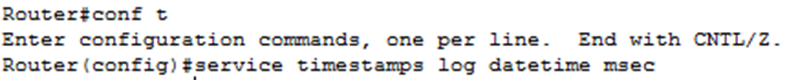 Router#conf t
Enter configuration commands, one per line.  End with CNTL/Z.
Router(config)#service timestamps log datetime msec